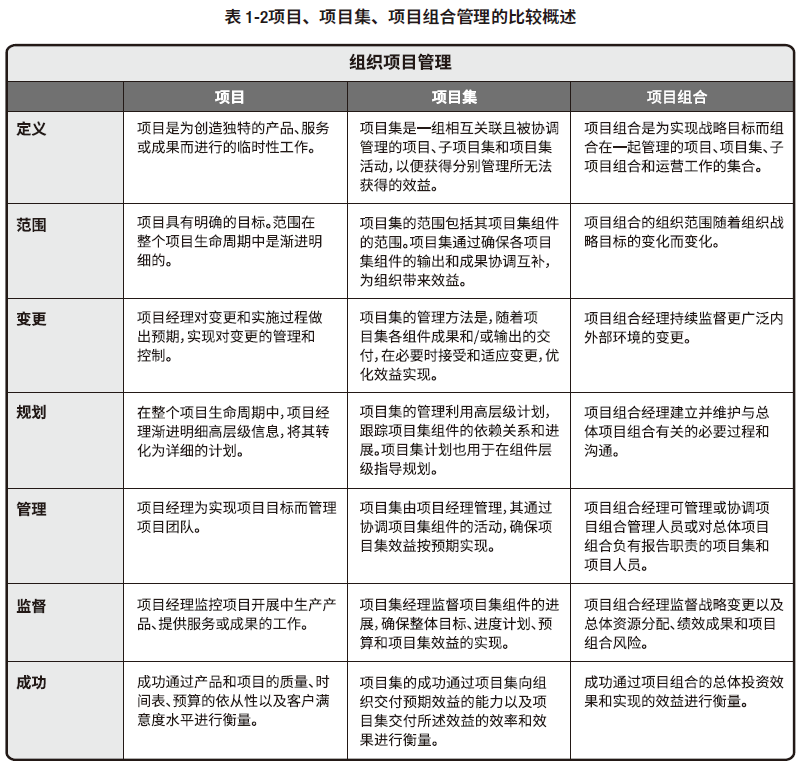 表 1-2项目、项目集、项目组合管理的比较概述
组织项目管理
项目
项目集
项目组合
定义
项目是为创造独特的产品、服务
或成果而进行的临时性工作。
项目集是一组相互关联且被协调
管理的项目、子项目集和项目集
活动，以便获得分别管理所无法
获得的效益。
项目组合是为实现战略目标而组
合在一起管理的项目、项目集、子
项目组合和运营工作的集合。
范围
项目具有明确的目标。范围在
整个项目生命周期中是渐进明
细的。
项目集的范围包括其项目集组件
的范围。项目集通过确保各项目
集组件的输出和成果协调互补，
为组织带来效益。
项目组合的组织范围随着组织战
略目标的变化而变化。
变更
项目经理对变更和实施过程做
出预期，实现对变更的管理和
控制。
项目集的管理方法是，随着项
目集各组件成果和/或输出的交
付，在必要时接受和适应变更，优
化效益实现。
项目组合经理持续监督更广泛内
外部环境的变更。
规划
在整个项目生命周期中，项目经
理渐进明细高层级信息，将其转
化为详细的计划。
项目集的管理利用高层级计划，
跟踪项目集组件的依赖关系和进
展。项目集计划也用于在组件层
级指导规划。
项目组合经理建立并维护与总
体项目组合有关的必要过程和
沟通。
管理
项目经理为实现项目目标而管理
项目团队。
项目集由项目经理管理，其通过
协调项目集组件的活动，确保项
目集效益按预期实现。
项目组合经理可管理或协调项
目组合管理人员或对总体项目
组合负有报告职责的项目集和
项目人员。
监督
项目经理监控项目开展中生产产
品、提供服务或成果的工作。
项目集经理监督项目集组件的进
展，确保整体目标、进度计划、预
算和项目集效益的实现。
项目组合经理监督战略变更以及
总体资源分配、绩效成果和项目
组合风险。
成功
成功通过产品和项目的质量、时
间表、预算的依从性以及客户满
意度水平进行衡量。
项目集的成功通过项目集向组
织交付预期效益的能力以及项
目集交付所述效益的效率和效
果进行衡量。
成功通过项目组合的总体投资效
果和实现的效益进行衡量。